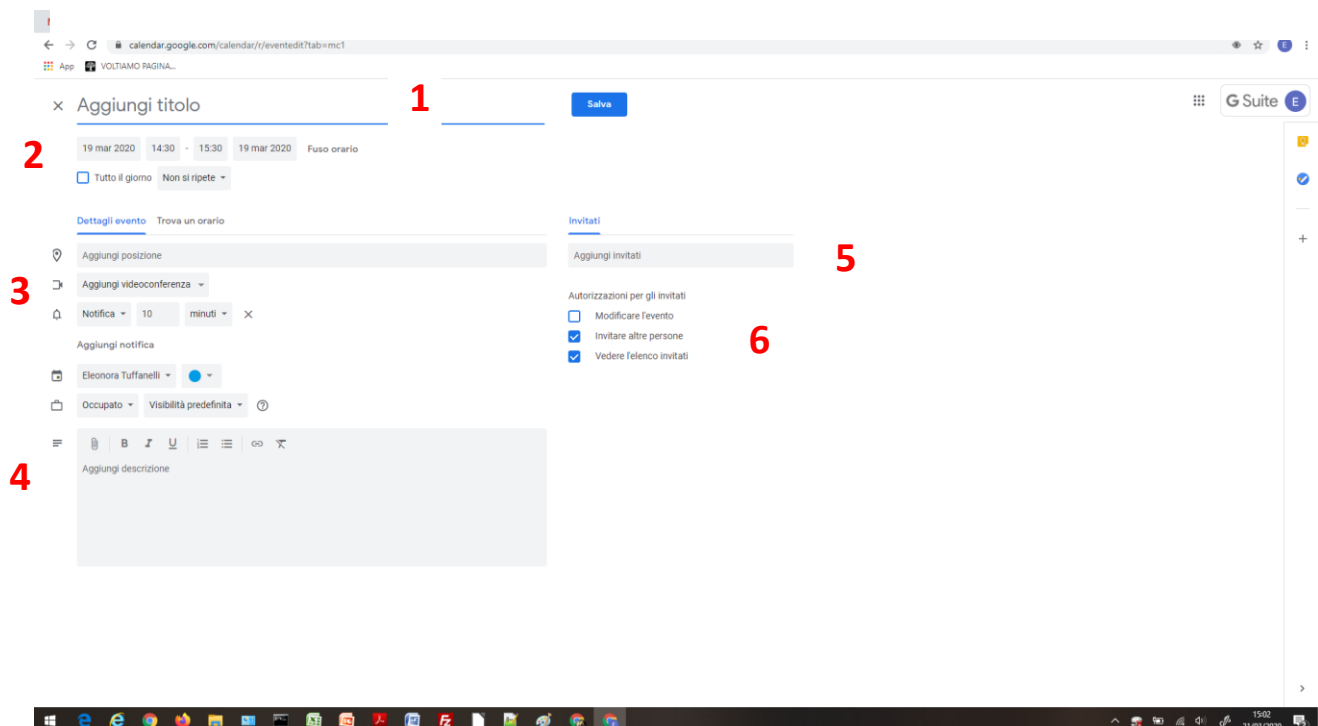 calendar.google.com/calendar/r/eventedit?tab=mc1
E
App VOLTIAMO PAGINA...
Aggiungi titolo
1
Salva
G Suite E
2
19 mar 2020 14:30 - 15:30 19 mar 2020 Fuso orario
Tutto il giorno Non si ripete
Dettagli evento Trova un orario
Invitati
Aggiungi posizione
Aggiungi invitati
5
3
Aggiungi videoconferenza
Notifica 10 minuti
Aggiungi notifica
Autorizzazioni per gli invitati
Modificare l'evento
Invitare altre persone
Vedere l'elenco invitati
6
Eleonora Tuffanelli
Occupato Visibilità predefinita
B I U
4
Aggiungi descrizione
15:02